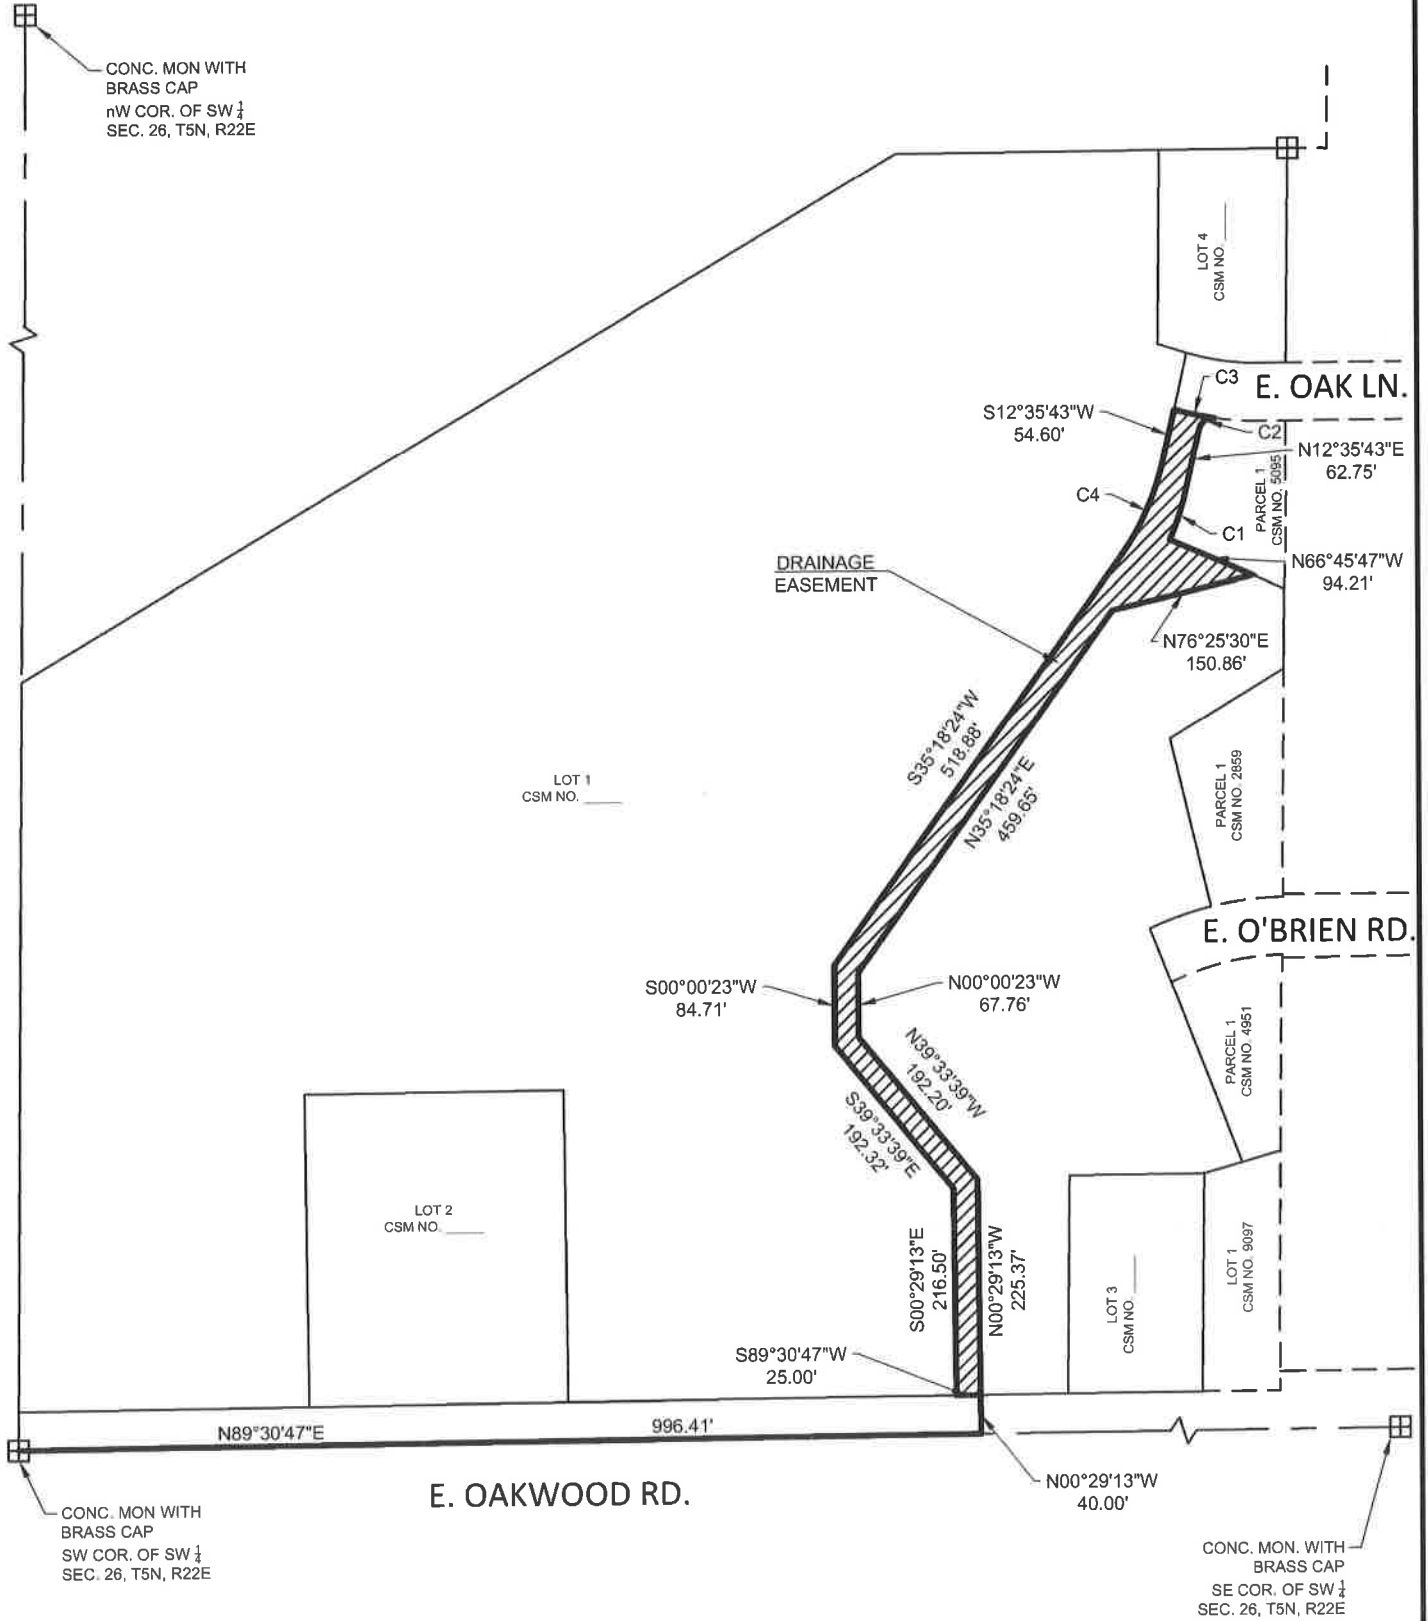 CONC. MON WITH
BRASS CAP
nW COR. OF SW 1/4
SEC. 26, T5N, R22E
LOT 4
CSM NO. ____
C3
E. OAK LN.
S12°35'43"W
54.60'
C2
N12°35'43"E
62.75'
PARCEL 1
CSM NO. 5095
C4
C1
N66°45'47"W
94.21'
DRAINAGE
EASEMENT
N76°25'30"E
150.86'
S35°18'24"W
518.88'
N35°18'24"E
459.65'
LOT 1
CSM NO. ____
PARCEL 1
CSM NO. 2859
E. O'BRIEN RD.
S00°00'23"W
84.71'
N00°00'23"W
67.76'
PARCEL 1
CSM NO. 4951
N39°33'39"W
192.20'
S39°33'39"E
192.32'
LOT 2
CSM NO. ____
S00°29'13"E
216.50'
N00°29'13"W
225.37'
LOT 3
CSM NO. ____
LOT 1
CSM NO. 9097
S89°30'47"W
25.00'
N89°30'47"E
996.41'
N00°29'13"W
40.00'
E. OAKWOOD RD.
CONC. MON WITH
BRASS CAP
SW COR. OF SW 1/4
SEC. 26, T5N, R22E
CONC. MON. WITH
BRASS CAP
SE COR. OF SW 1/4
SEC. 26, T5N, R22E